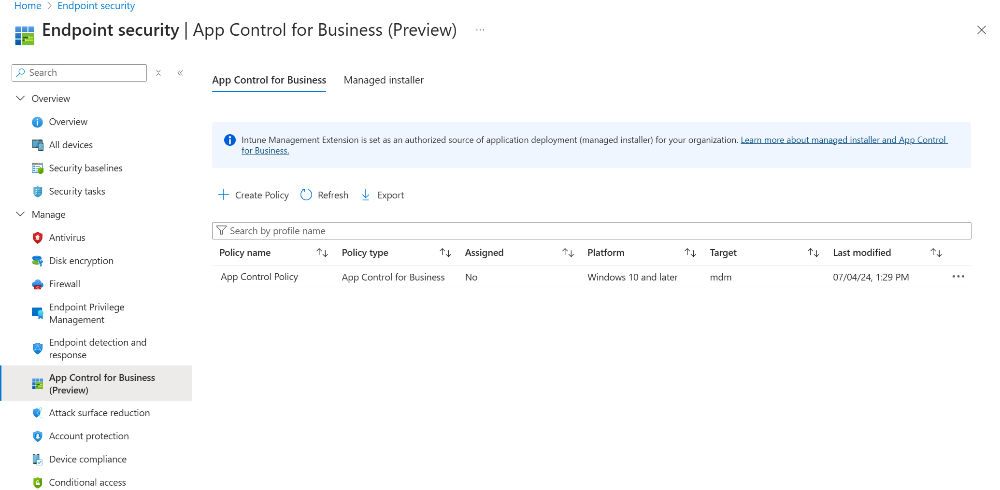 Home > Endpoint security
Endpoint security | App Control for Business (Preview) ...
Search
Overview
Overview
All devices
Security baselines
Security tasks
Manage
Antivirus
Disk encryption
Firewall
Endpoint Privilege
Management
Endpoint detection and
response
App Control for Business
(Preview)
Attack surface reduction
Account protection
Device compliance
Conditional access
App Control for Business Managed installer
Intune Management Extension is set as an authorized source of application deployment (managed installer) for your organization. Learn more about managed installer and App Control
for Business.
Create Policy Refresh Export
Search by profile name
Policy name Policy type Assigned Platform Target Last modified
App Control Policy App Control for Business No Windows 10 and later mdm 07/04/24, 1:29 PM